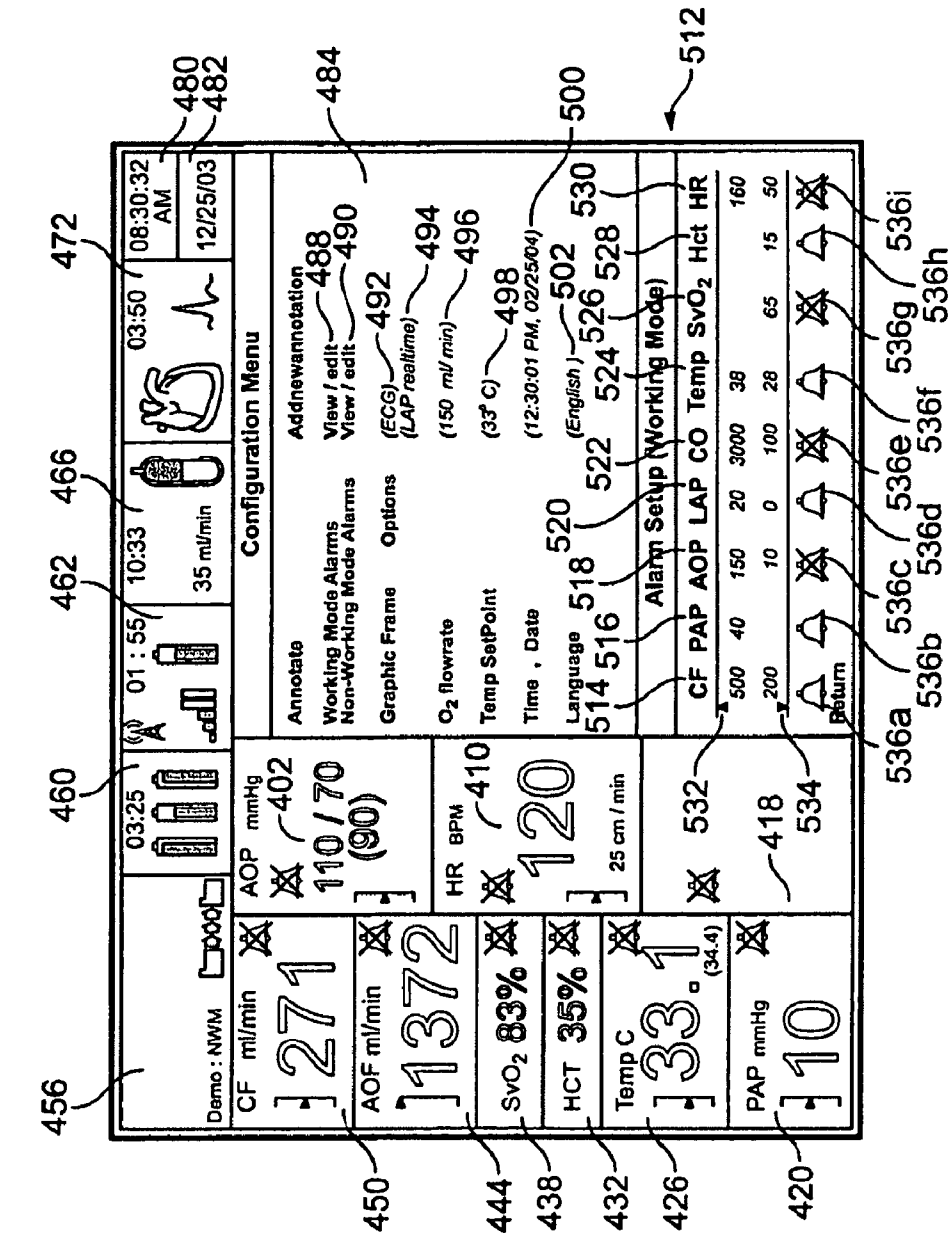 456
460
462
466
472
480
482
Demo : NWM
03:25
01 : 55
10:33
35 ml/min
03:50
08:30:32
AM
12/25/03
CF ml/min
271
450
AOF ml/min
1372
444
SvO2 83%
438
HCT 35%
432
Temp C
33.1
(34.4)
426
PAP mmHg
10
420
AOP mmHg
402
110 / 70
(90)
HR BPM
410
120
25 cm / min
418
Configuration Menu
484
Annotate Addnewannotation
Working Mode Alarms View / edit 488
Non-Working Mode Alarms View / edit 490
Graphic Frame Options (ECG) 492
(LAP realtime) 494
O2 flowrate (150 ml/ min) 496
Temp SetPoint (33° C) 498
Time , Date (12:30:01 PM, 02/25/04) 500
Language (English ) 502
514 516 518 520 522 524 526 528 530
Alarm Setup (Working Mode)
512
CF PAP AOP LAP CO Temp SvO2 Hct HR
532 500 40 150 20 3000 38 160
534 200 10 0 100 28 65 15 50
Return
536a 536b 536c 536d 536e 536f 536g 536h 536i